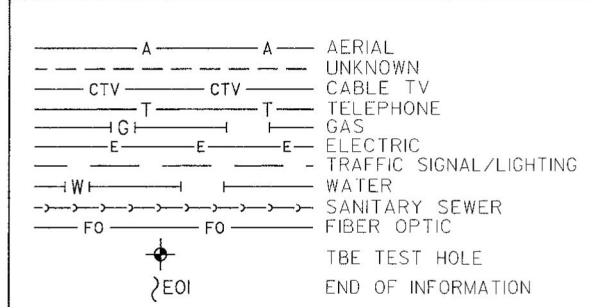 A A AERIAL
UNKNOWN
CTV CTV CABLE TV
T T TELEPHONE
G GAS
E E E ELECTRIC
TRAFFIC SIGNAL/LIGHTING
W WATER
SANITARY SEWER
FO FO FIBER OPTIC
TBE TEST HOLE
EOI END OF INFORMATION